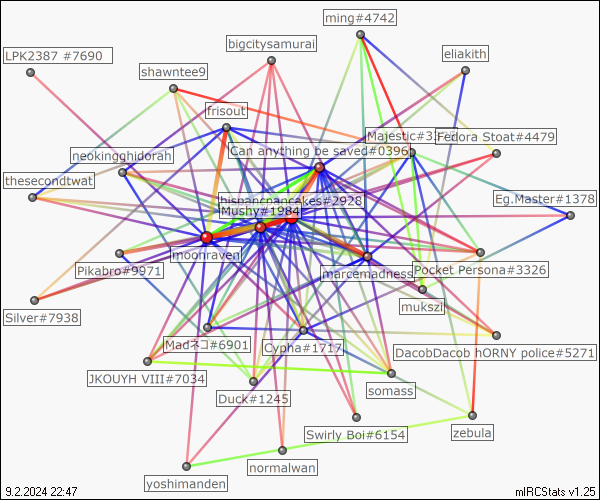 ming#4742
bigcitysamurai
eliakith
LPK2387 #7690
shawntee9
frisout
Fedora Stoat#4479
Can anything be saved#0396
neokingghidorah
thesecondtwat
hispancpancakes#2928
Eg.Master#1378
Mushy#1984
moonraven
marcemadness
Pocket Persona#3326
Pikabro#9971
mukszil
Silver#7938
Madネコ#6901
Cypha#1717
DacobDacob hORNY police#5271
JKOUYH VIII#7034
somass
Duck#1245
Swirly Boi#6154
zebula
normalwan
yoshimanden
9.2.2024 22:47
mIRCStats v1.25